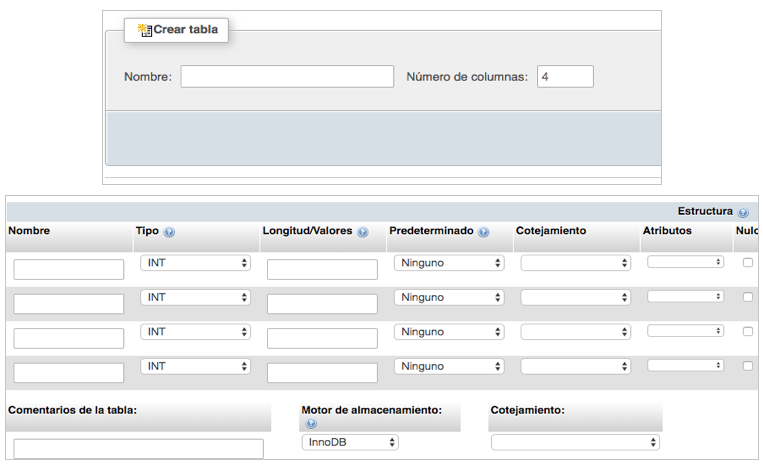 Crear tabla
Nombre: Número de columnas: 4
Estructura
Nombre Tipo Longitud/Valores Predeterminado Cotejamiento Atributos Nulo
INT Ninguno
INT Ninguno
INT Ninguno
INT Ninguno
Comentarios de la tabla: Motor de almacenamiento: Cotejamiento:
InnoDB